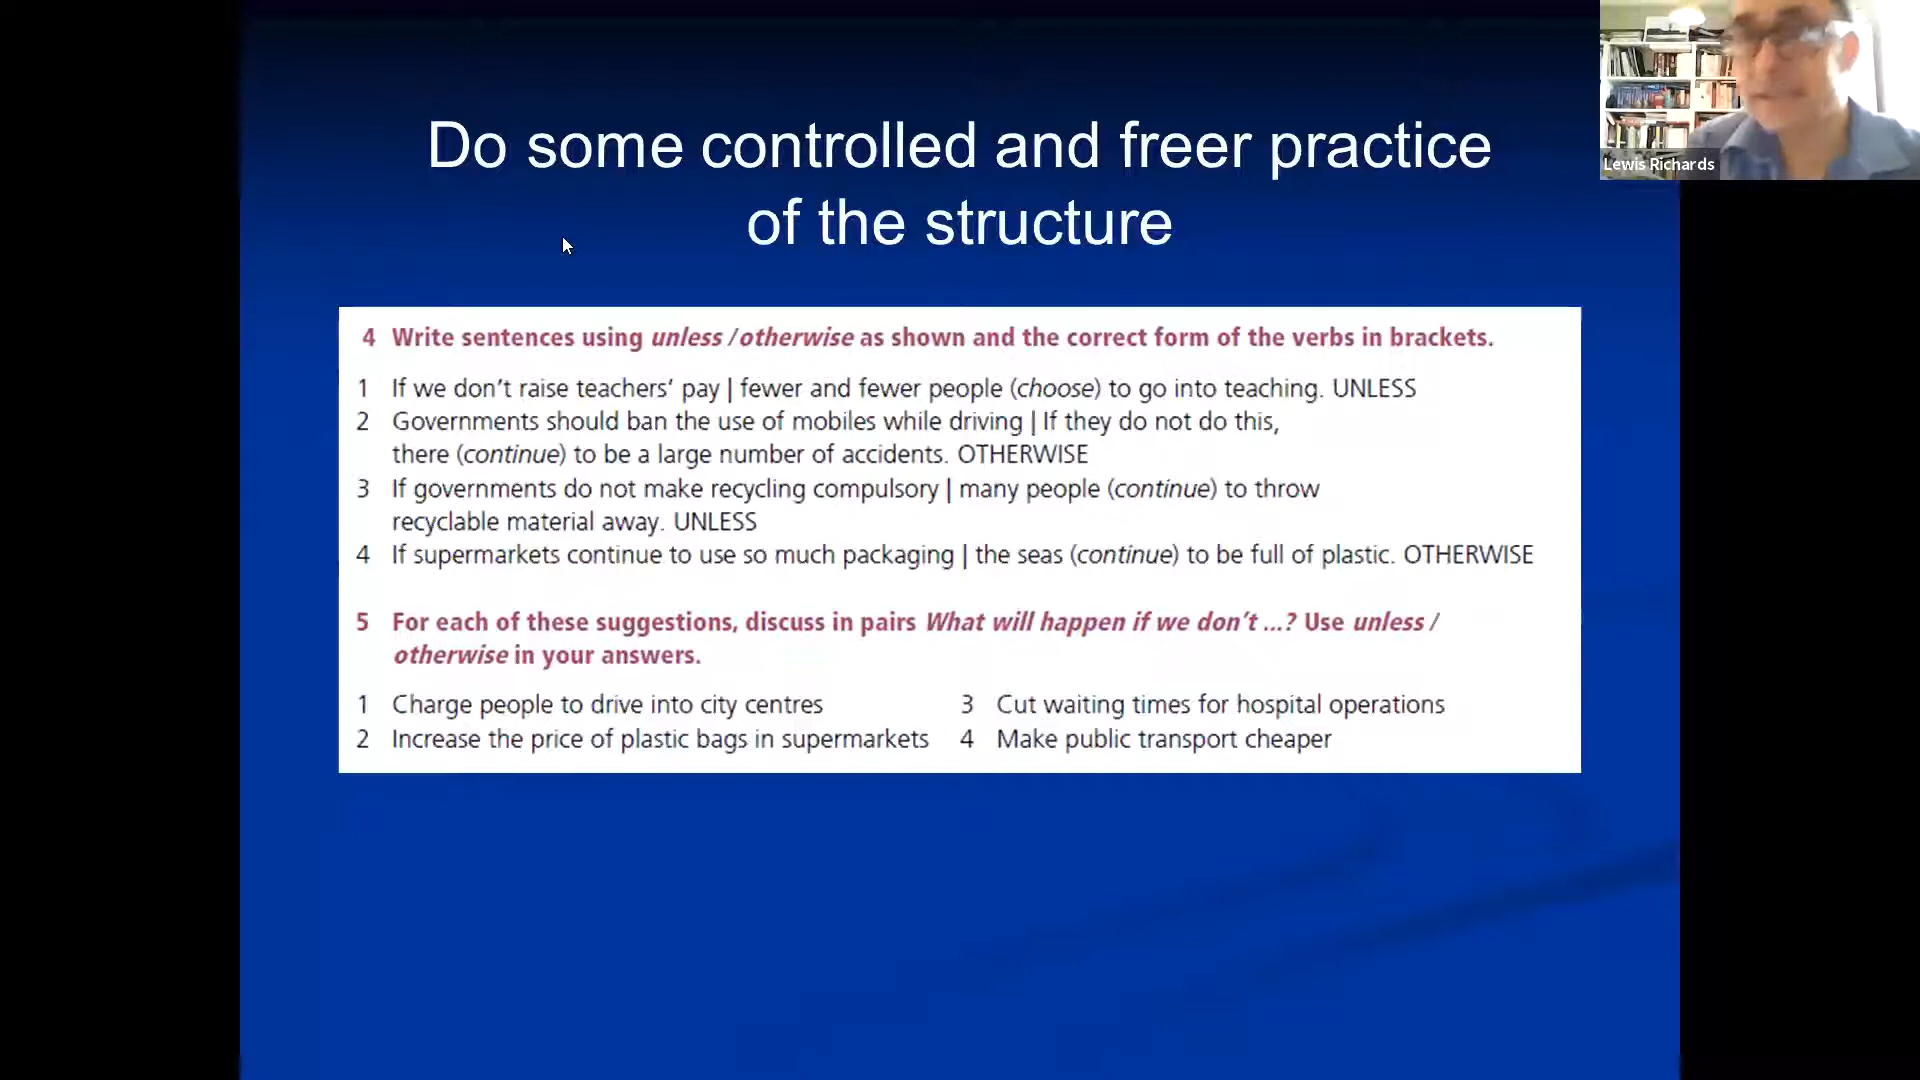 Do some controlled and freer practice
of the structure
Lewis Richards
4 Write sentences using unless / otherwise as shown and the correct form of the verbs in brackets.
1 If we don't raise teachers' pay | fewer and fewer people (choose) to go into teaching. UNLESS
2 Governments should ban the use of mobiles while driving | If they do not do this,
there (continue) to be a large number of accidents. OTHERWISE
3 If governments do not make recycling compulsory | many people (continue) to throw
recyclable material away. UNLESS
4 If supermarkets continue to use so much packaging | the seas (continue) to be full of plastic. OTHERWISE
5 For each of these suggestions, discuss in pairs What will happen if we don't ...? Use unless /
otherwise in your answers.
1 Charge people to drive into city centres
2 Increase the price of plastic bags in supermarkets
3 Cut waiting times for hospital operations
4 Make public transport cheaper